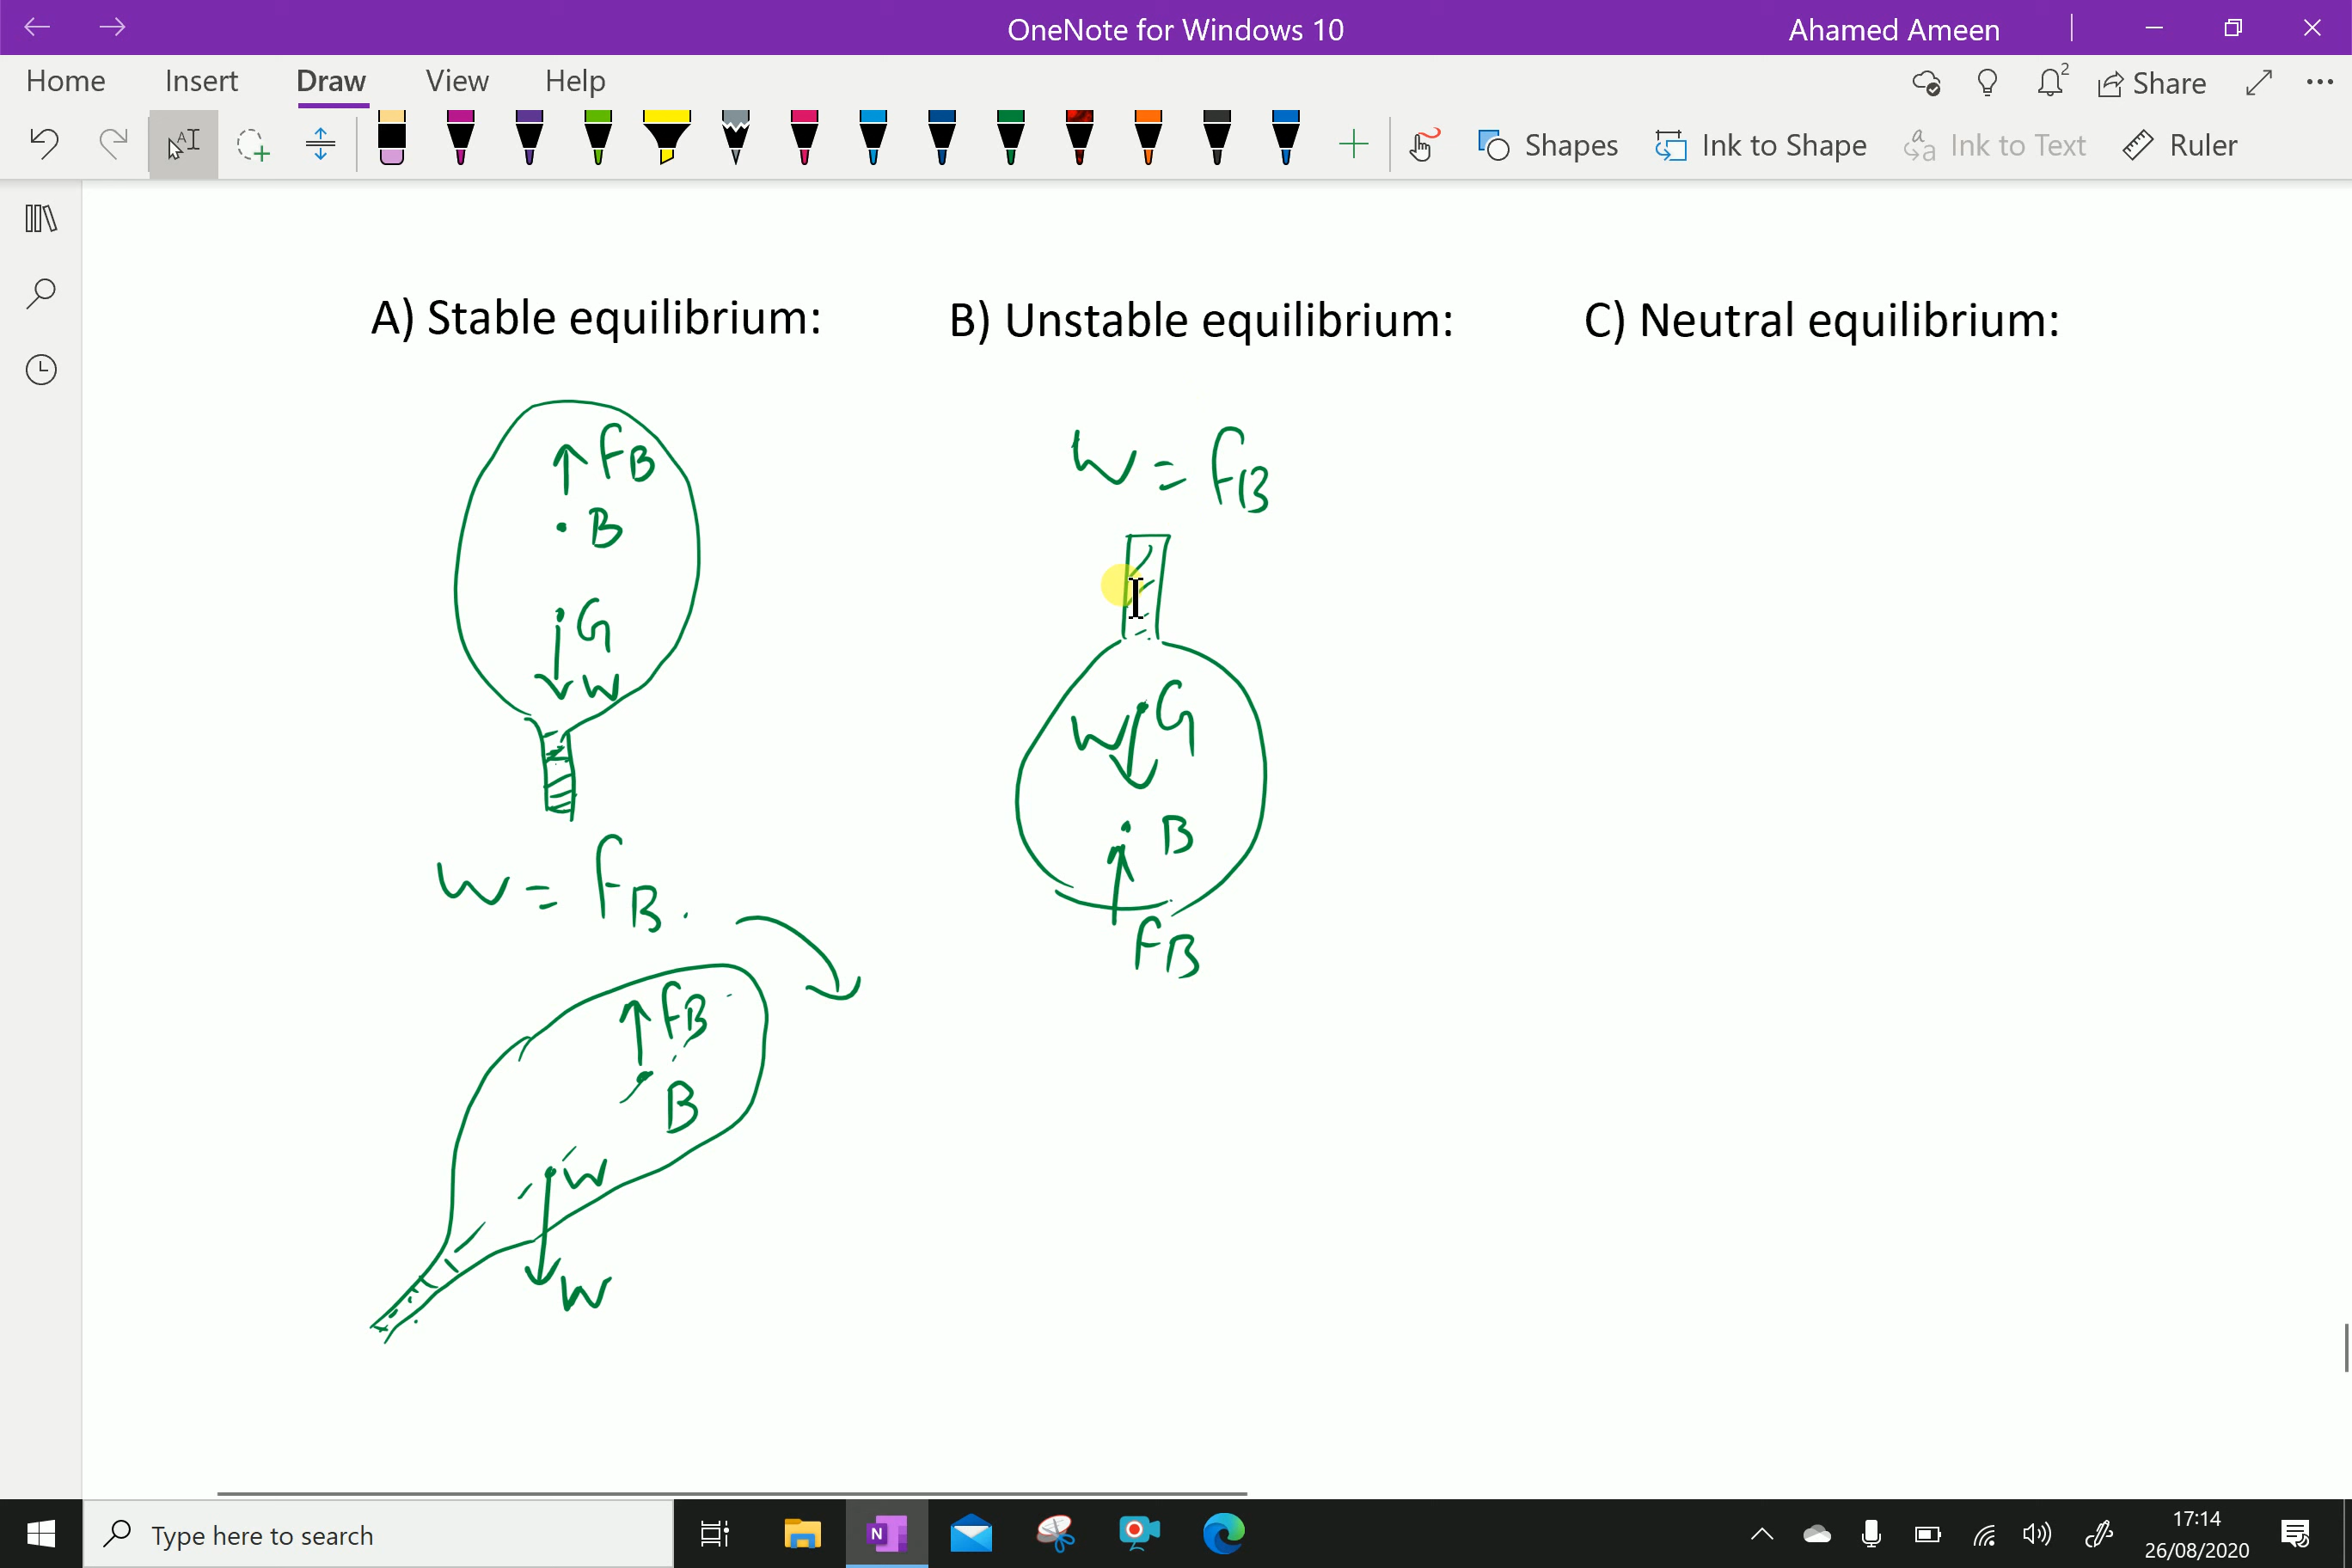 OneNote for Windows 10
Ahamed Ameen
Home Insert Draw View Help
2
Share
Shapes
Ink to Shape
Ink to Text
Ruler
A) Stable equilibrium:
FB
B
G
W
W = FB.
FB
B
W
W
B) Unstable equilibrium:
W = FB
G
W
B
FB
C) Neutral equilibrium:
Type here to search
N
17:14
26/08/2020